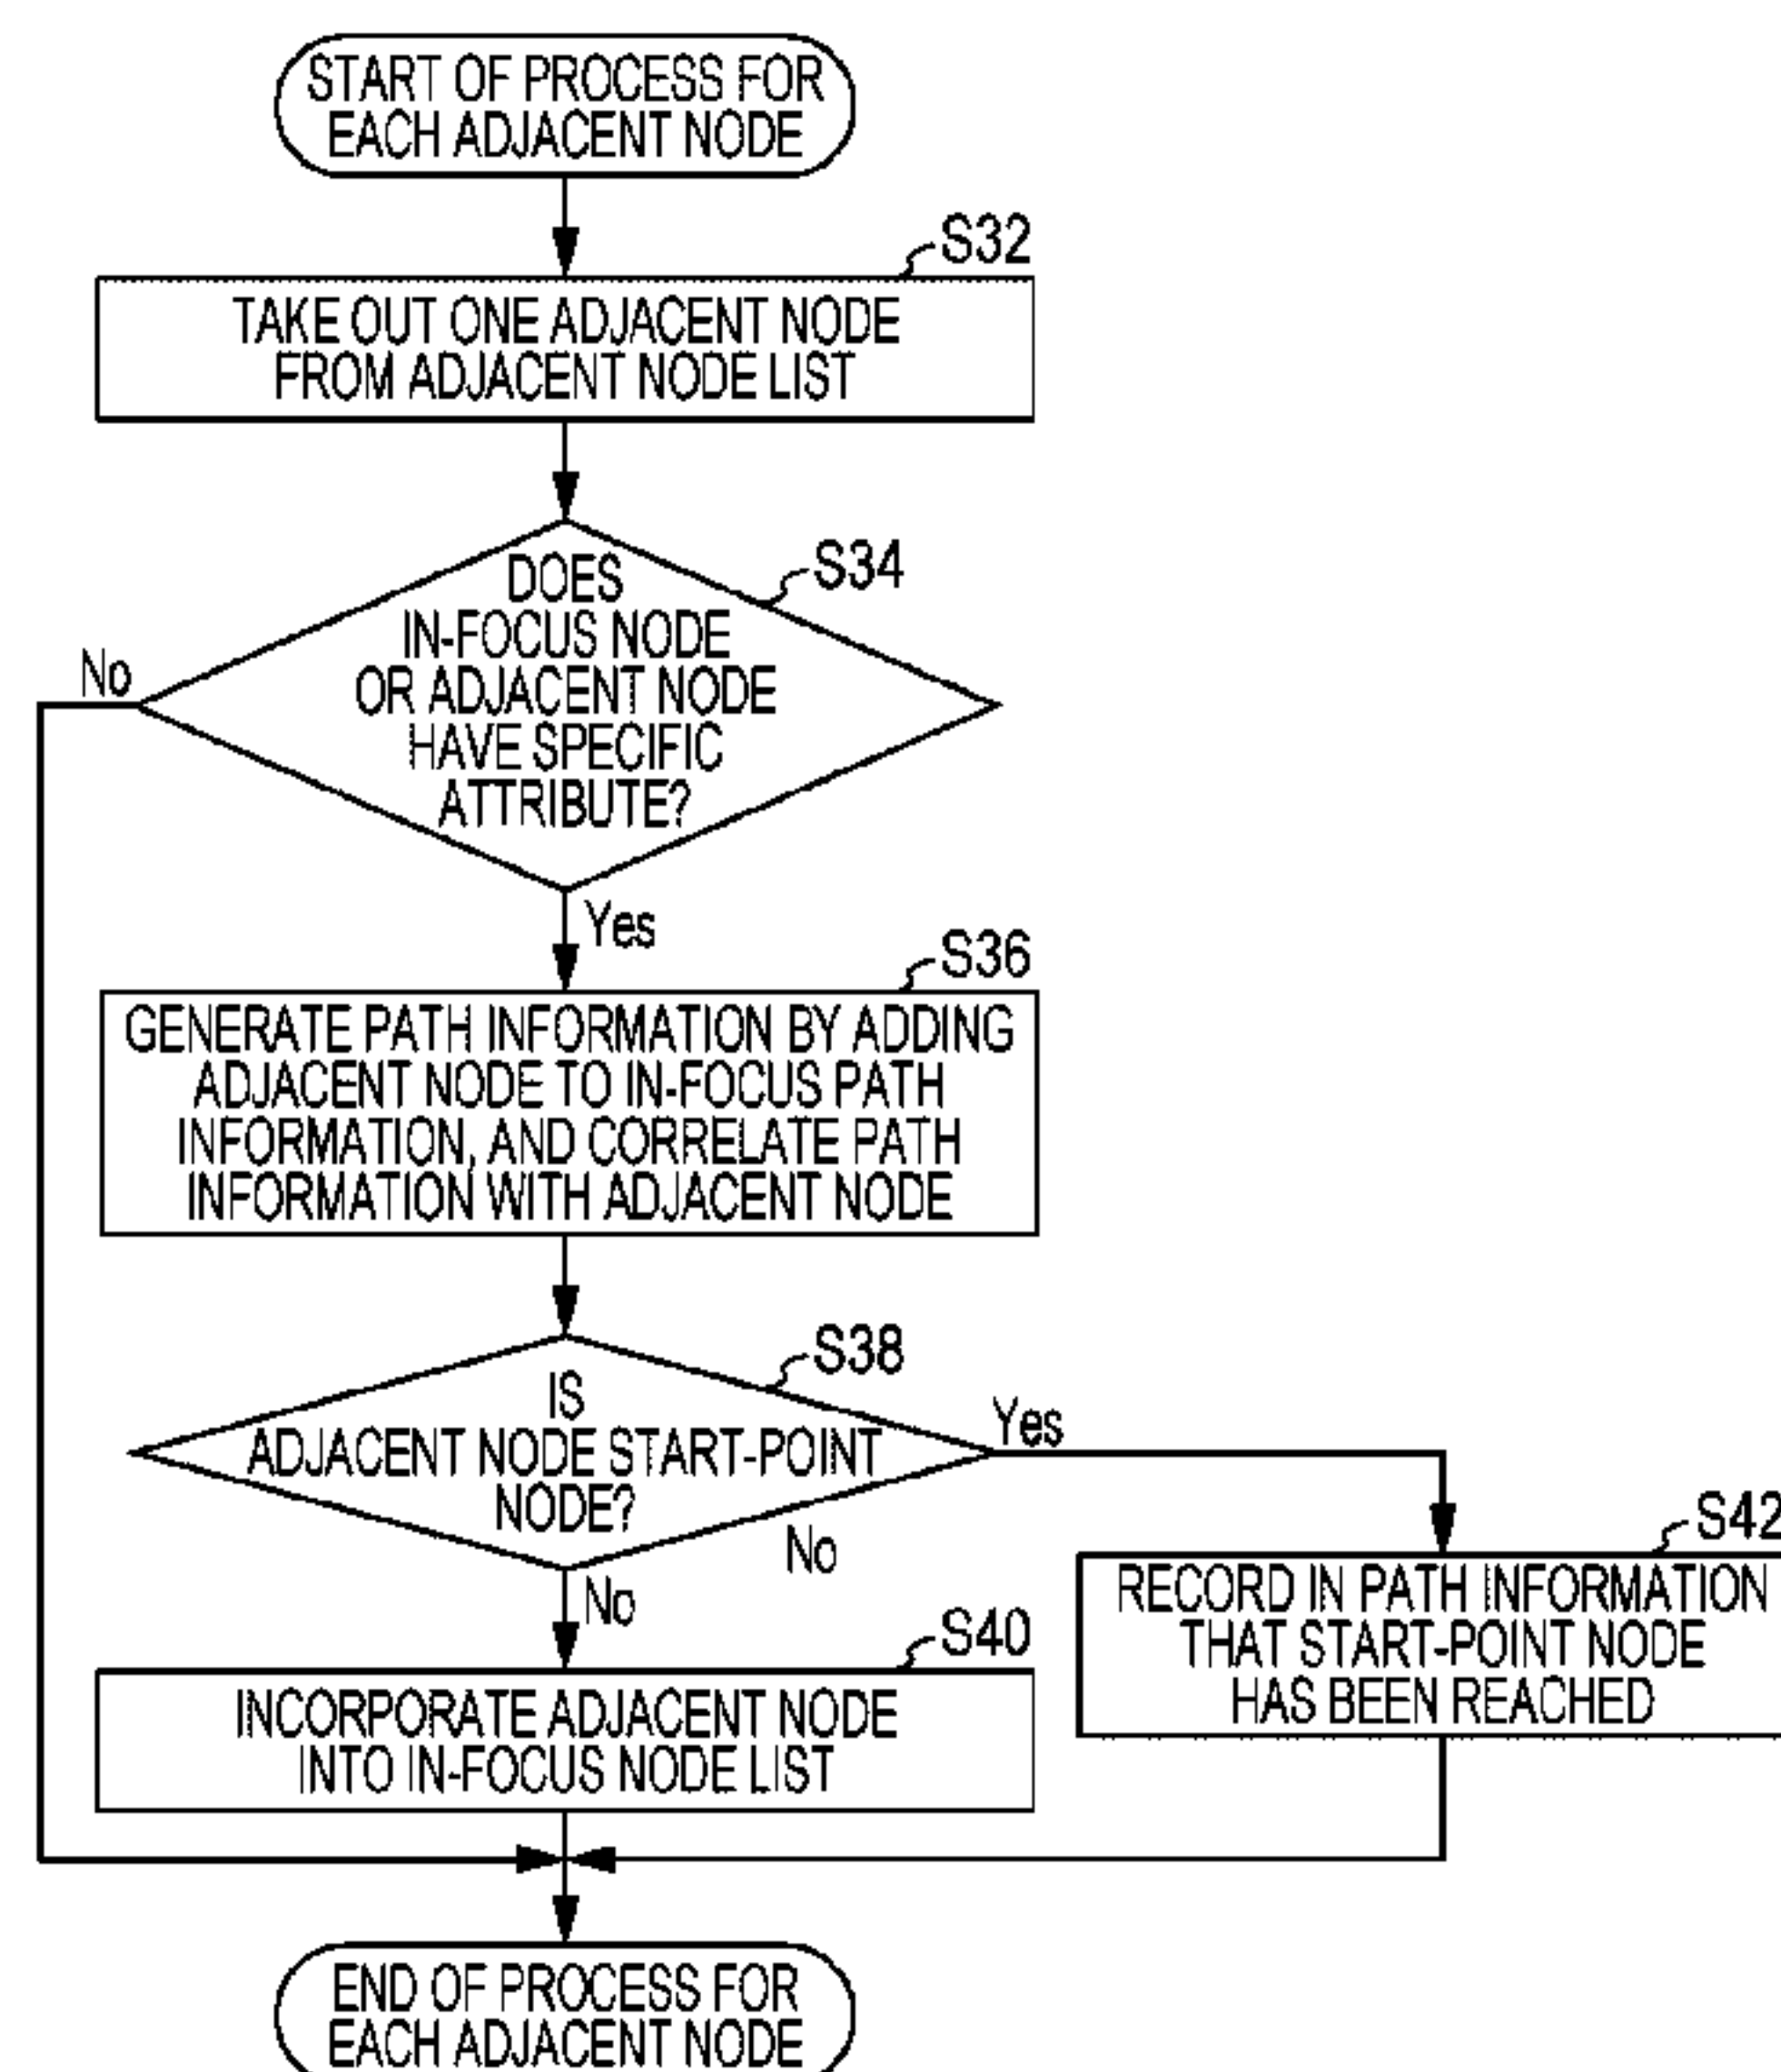 START OF PROCESS FOR
EACH ADJACENT NODE
S32
TAKE OUT ONE ADJACENT NODE
FROM ADJACENT NODE LIST
S34
DOES
IN-FOCUS NODE
OR ADJACENT NODE
HAVE SPECIFIC
ATTRIBUTE?
No
Yes
S36
GENERATE PATH INFORMATION BY ADDING
ADJACENT NODE TO IN-FOCUS PATH
INFORMATION, AND CORRELATE PATH
INFORMATION WITH ADJACENT NODE
S38
IS
ADJACENT NODE START-POINT
NODE?
Yes
No
No
S42
RECORD IN PATH INFORMATION
THAT START-POINT NODE
HAS BEEN REACHED
S40
INCORPORATE ADJACENT NODE
INTO IN-FOCUS NODE LIST
END OF PROCESS FOR
EACH ADJACENT NODE